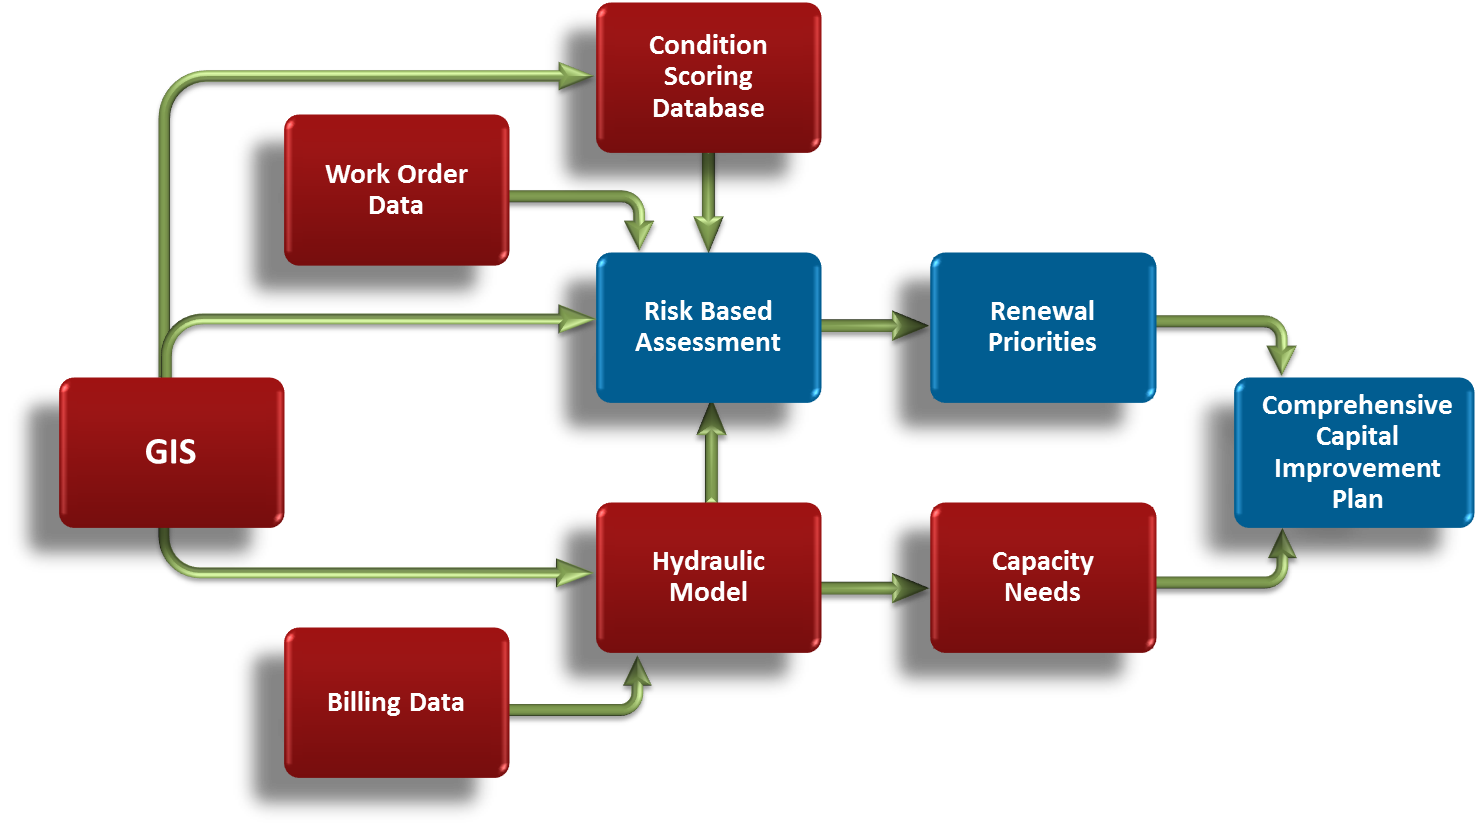 Condition
Scoring
Database
Work Order
Data
Risk Based
Assessment
Renewal
Priorities
GIS
Comprehensive
Capital
Improvement
Plan
Hydraulic
Model
Capacity
Needs
Billing Data